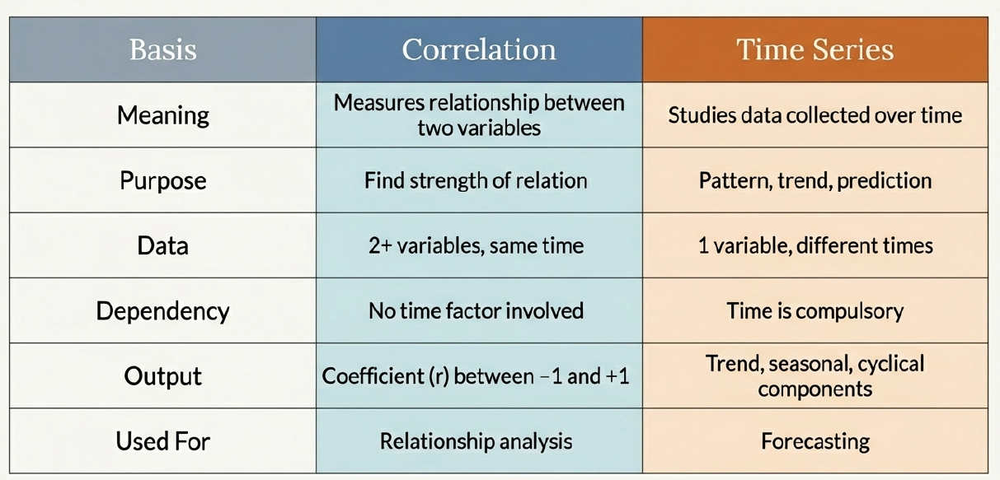 Basis Correlation Time Series
Meaning
Measures relationship between
two variables
Studies data collected over time
Purpose Find strength of relation Pattern, trend, prediction
Data 2+ variables, same time 1 variable, different times
Dependency No time factor involved Time is compulsory
Output Coefficient (r) between −1 and +1
Trend, seasonal, cyclical
components
Used For Relationship analysis Forecasting